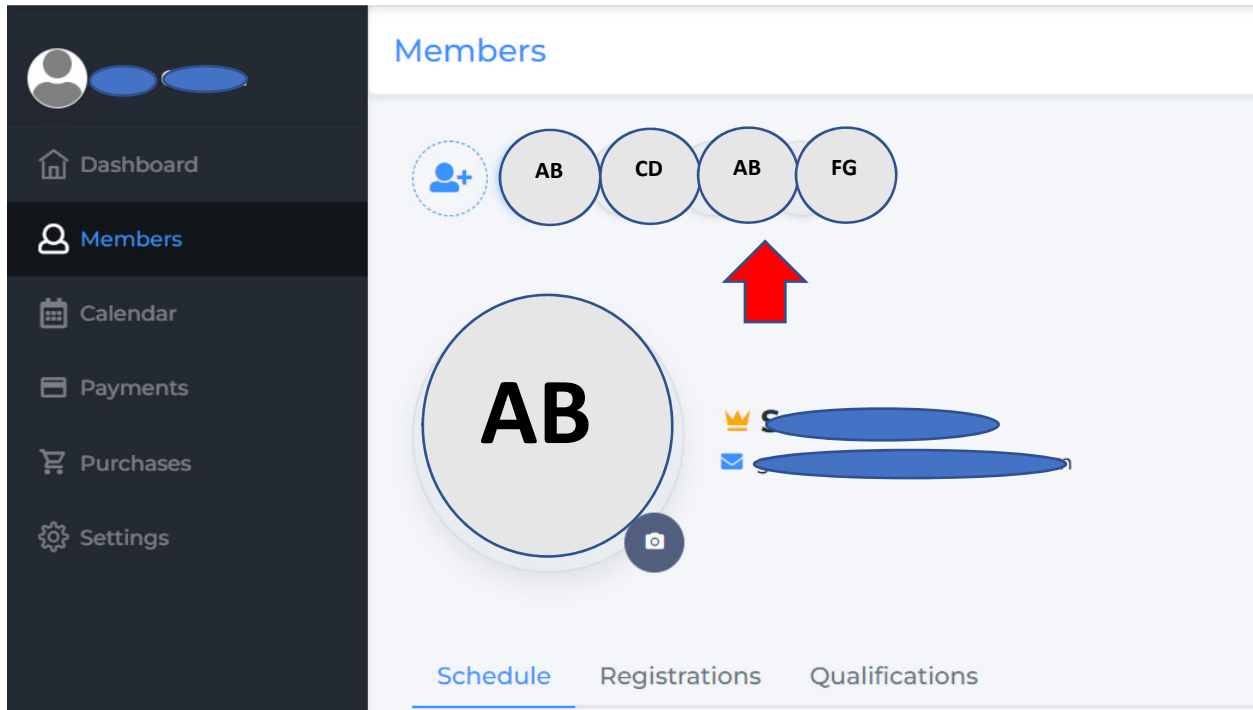 Members
Dashboard
AB CD AB FG
Members
Calendar
AB
Payments
Purchases
Settings
Schedule Registrations Qualifications